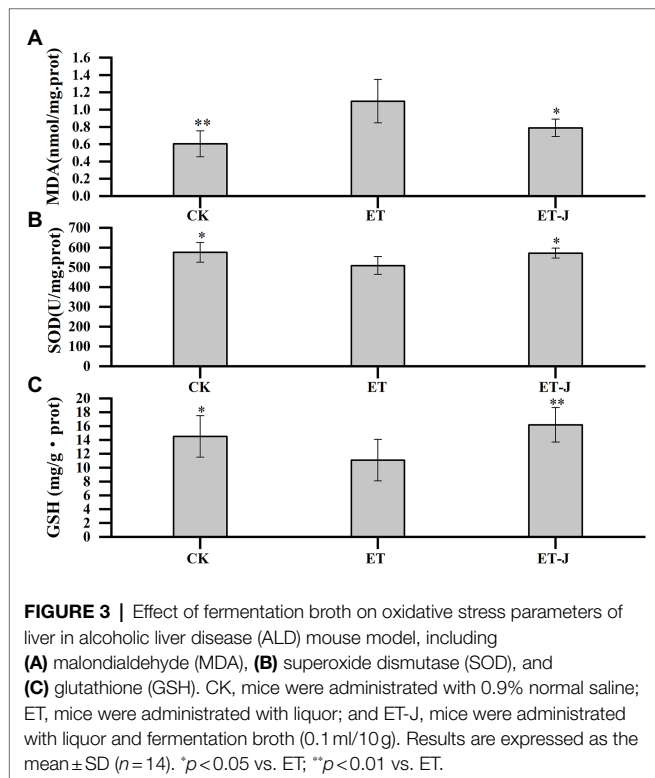 A
MDA(nmol/mg.prot)
1.6
1.4
1.2
1.0
0.8
0.6
0.4
0.2
0.0
**
*
CK
ET
ET-J
B
SOD(U/mg.prot)
700
600
500
400
300
200
100
0
*
*
CK
ET
ET-J
C
GSH (mg/g • prot)
20
18
16
14
12
10
8
6
4
2
0
*
**
CK
ET
ET-J
FIGURE 3 | Effect of fermentation broth on oxidative stress parameters of
liver in alcoholic liver disease (ALD) mouse model, including
(A) malondialdehyde (MDA), (B) superoxide dismutase (SOD), and
(C) glutathione (GSH). CK, mice were administrated with 0.9% normal saline;
ET, mice were administrated with liquor; and ET-J, mice were administrated
with liquor and fermentation broth (0.1 ml/10 g). Results are expressed as the
mean ± SD (n = 14). *p < 0.05 vs. ET; **p < 0.01 vs. ET.